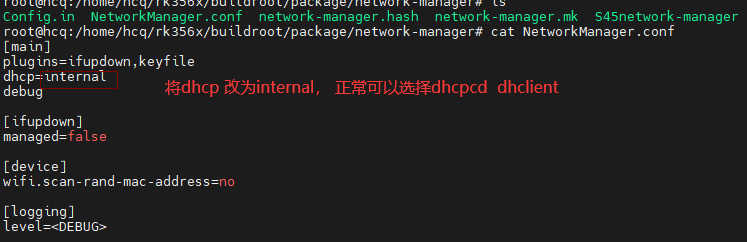 root@hcq:/home/hcq/rk356x/buildroot/package/network-manager# ls
Config.in NetworkManager.conf network-manager.hash network-manager.mk S45network-manager
root@hcq:/home/hcq/rk356x/buildroot/package/network-manager# cat NetworkManager.conf
[main]
plugins=ifupdown,keyfile
dhcp=internal
debug
将dhcp 改为internal， 正常可以选择dhcpcd dhclient
[ifupdown]
managed=false
[device]
wifi.scan-rand-mac-address=no
[logging]
level=<DEBUG>